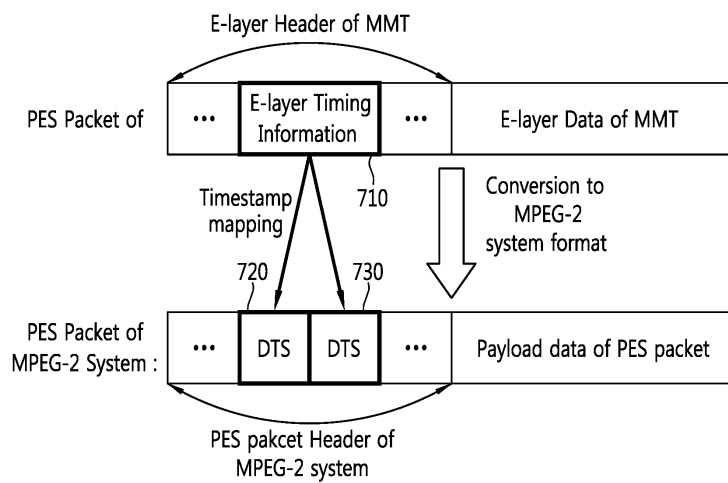 E-layer Header of MMT
PES Packet of
...
E-layer Timing
Information
...
E-layer Data of MMT
710
Timestamp
mapping
Conversion to
MPEG-2
system format
720
730
PES Packet of
MPEG-2 System :
...
DTS
DTS
...
Payload data of PES packet
PES pakcet Header of
MPEG-2 system